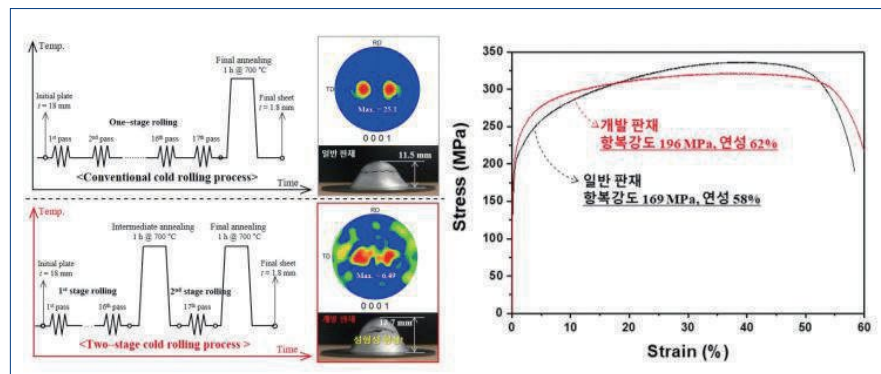 Temp.
Final annealing
1 h @ 700 °C
Initial plate
t = 18 mm
One-stage rolling
Final sheet
t = 1.8 mm
1st pass
2nd pass
16th pass
17th pass
<Conventional cold rolling process>
Time
RD
TD
Max. = 25.1
0 0 0 1
일반 판재
11.5 mm
Temp.
Intermediate annealing
1 h @ 700 °C
Final annealing
1 h @ 700 °C
Initial plate
t = 18 mm
Final sheet
t = 1.8 mm
1st stage rolling
2nd stage rolling
1st pass
16th pass
17th pass
<Two-stage cold rolling process>
Time
RD
TD
Max. = 6.49
0 0 0 1
개발 판재
12.7 mm
350
300
250
200
150
100
50
0
Stress (MPa)
개발 판재
항복강도 196 MPa, 연성 62%
일반 판재
항복강도 169 MPa, 연성 58%
0
10
20
30
40
50
60
Strain (%)